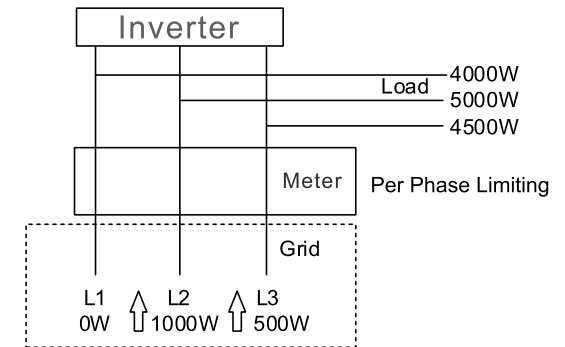 Inverter
4000W
Load
5000W
4500W
Meter
Per Phase Limiting
Grid
L1 L2 L3
0W 1000W 500W